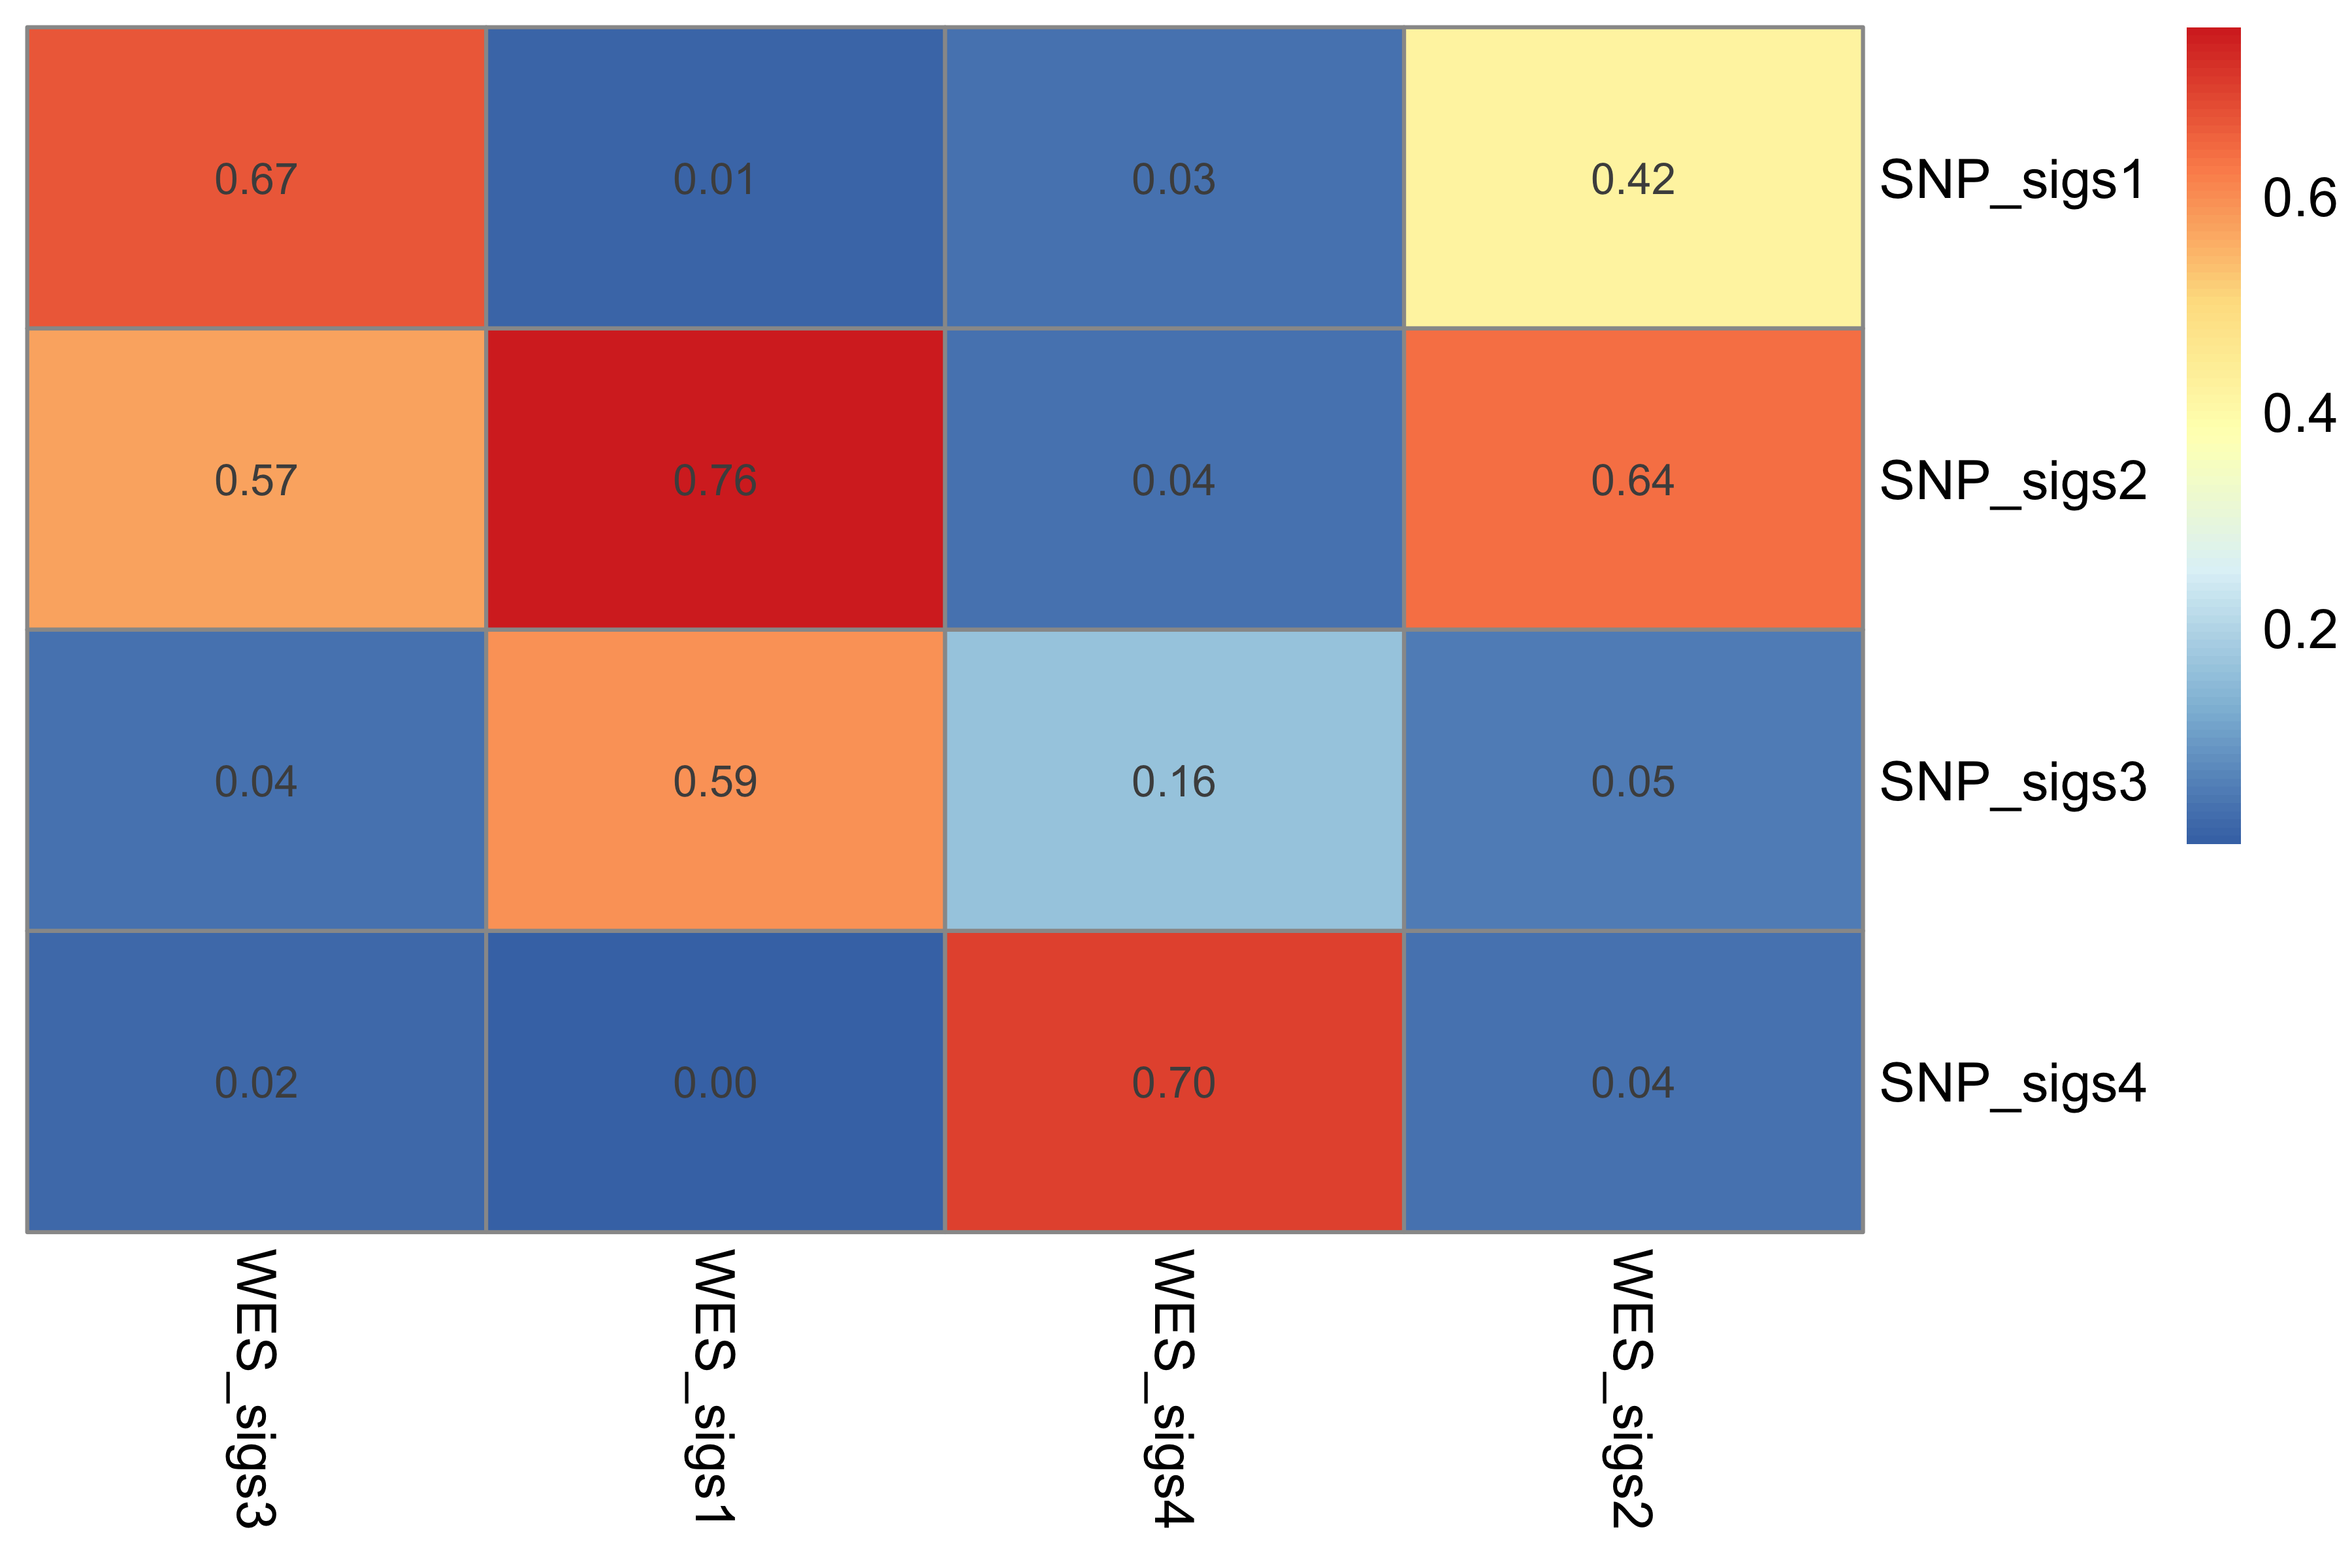 0.67 0.01 0.03 0.42 SNP_sigs1
0.57 0.76 0.04 0.64 SNP_sigs2
0.04 0.59 0.16 0.05 SNP_sigs3
0.02 0.00 0.70 0.04 SNP_sigs4
WES_sigs3
WES_sigs1
WES_sigs4
WES_sigs2
0.6
0.4
0.2